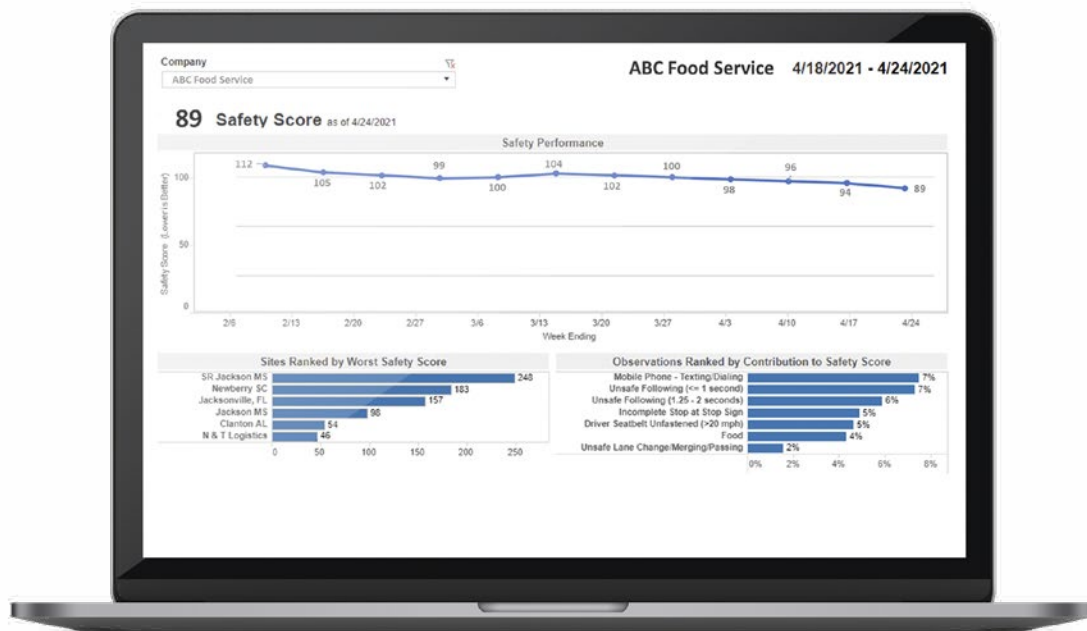 Company
ABC Food Service
ABC Food Service 4/18/2021 - 4/24/2021
89 Safety Score as of 4/24/2021
Safety Performance
Safety Score (Lower is Better)
100
50
0
112
105
102
99
100
104
102
100
98
96
94
89
2/6 2/13 2/20 2/27 3/6 3/13 3/20 3/27 4/3 4/10 4/17 4/24
Week Ending
Sites Ranked by Worst Safety Score
SR Jackson MS 248
Newberry SC 183
Jacksonville, FL 157
Jackson MS 98
Clanton AL 54
N & T Logistics 46
0 50 100 150 200 250
Observations Ranked by Contribution to Safety Score
Mobile Phone - Texting/Dialing 7%
Unsafe Following (<= 1 second) 7%
Unsafe Following (1.25 - 2 seconds) 6%
Incomplete Stop at Stop Sign 5%
Driver Seatbelt Unfastened (>20 mph) 5%
Food 4%
Unsafe Lane Change/Merging/Passing 2%
0% 2% 4% 6% 8%